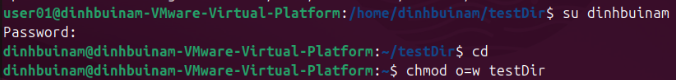 user01@dinhbuinam-VMware-Virtual-Platform:/home/dinhbuinam/testDir$ su dinhbuinam
Password:
dinhbuinam@dinhbuinam-VMware-Virtual-Platform:~/testDir$ cd
dinhbuinam@dinhbuinam-VMware-Virtual-Platform:~$ chmod o=w testDir